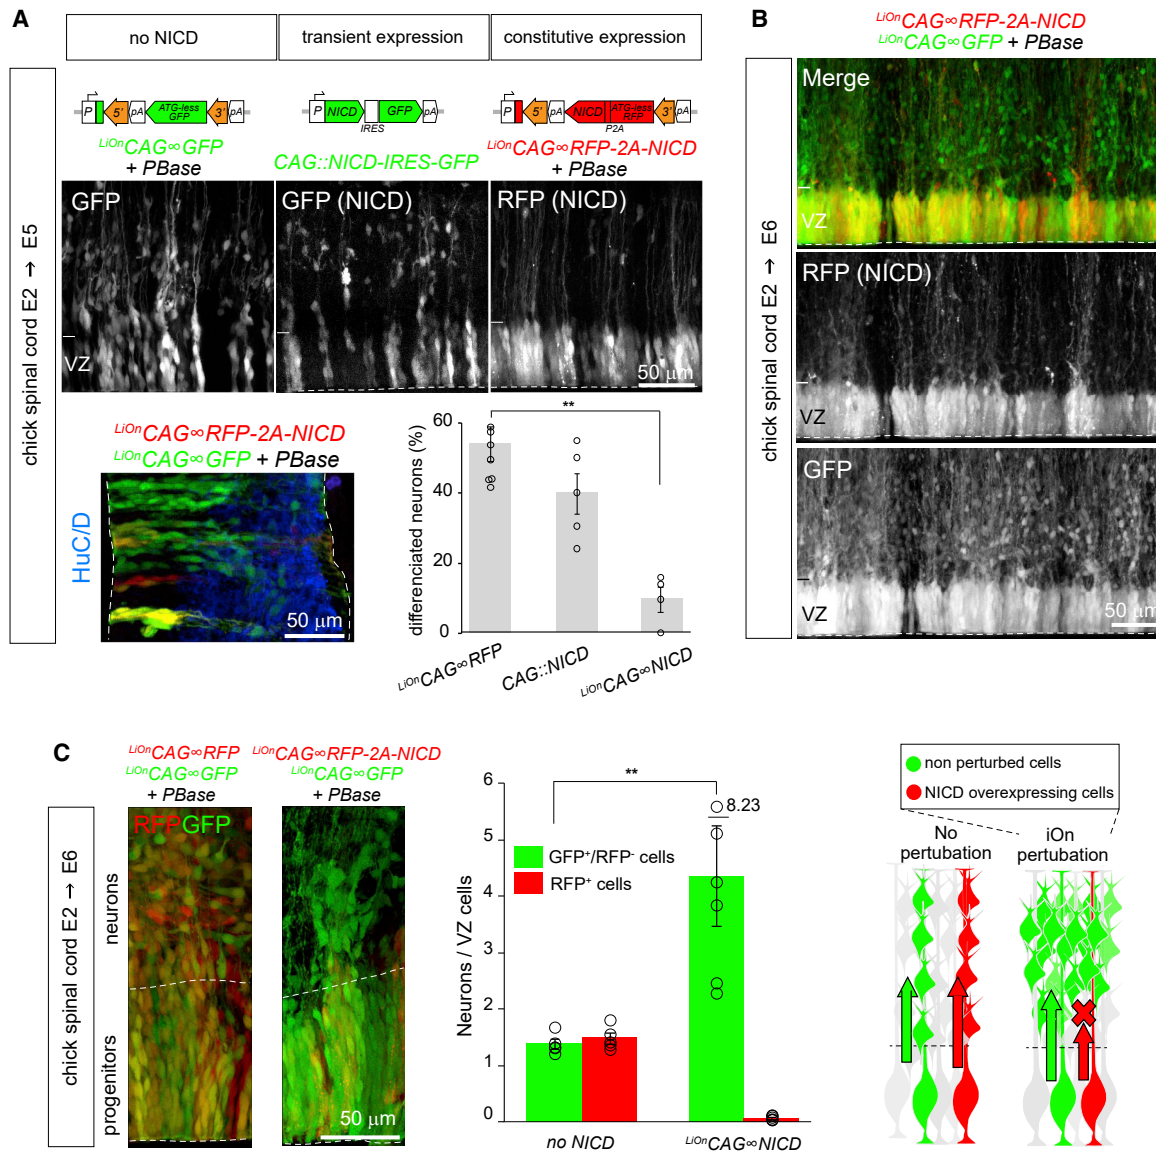 A
no NICD
transient expression
constitutive expression
chick spinal cord E2 → E5
P 5' pA ATG-less GFP 3' pA
P NICD IRES GFP pA
P 5' pA NICD ATG-less RFP P2A 3' pA
LiOnCAG∞GFP
+ PBase
CAG::NICD-IRES-GFP
LiOnCAG∞RFP-2A-NICD
+ PBase
GFP
VZ
GFP (NICD)
RFP (NICD)
50 µm
LiOnCAG∞RFP-2A-NICD
LiOnCAG∞GFP + PBase
HuC/D
50 µm
differenciated neurons (%)
60
40
20
0
**
LiOnCAG∞RFP
CAG::NICD
LiOnCAG∞NICD
B
LiOnCAG∞RFP-2A-NICD
LiOnCAG∞GFP + PBase
chick spinal cord E2 → E6
Merge
VZ
RFP (NICD)
VZ
GFP
VZ
50 µm
C
LiOnCAG∞RFP
LiOnCAG∞GFP
+ PBase
LiOnCAG∞RFP-2A-NICD
LiOnCAG∞GFP
+ PBase
chick spinal cord E2 → E6
neurons
progenitors
RFPGFP
50 µm
Neurons / VZ cells
6
5
4
3
2
1
0
**
8.23
GFP+/RFP- cells
RFP+ cells
no NICD
LiOnCAG∞NICD
non perturbed cells
NICD overexpressing cells
No
pertubation
iOn
pertubation